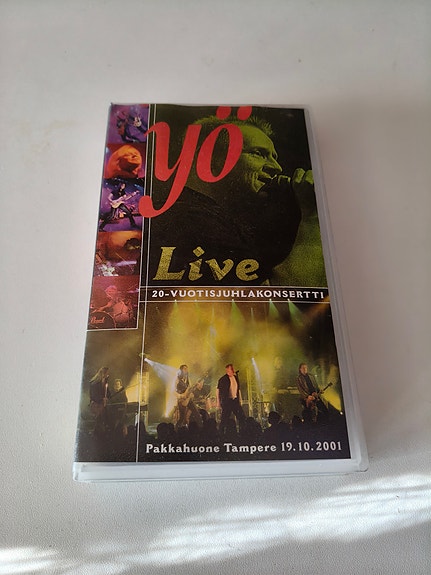 yö
Live
20-VUOTISJUHLAKONSERTTI
Pakkahuone Tampere 19.10.2001